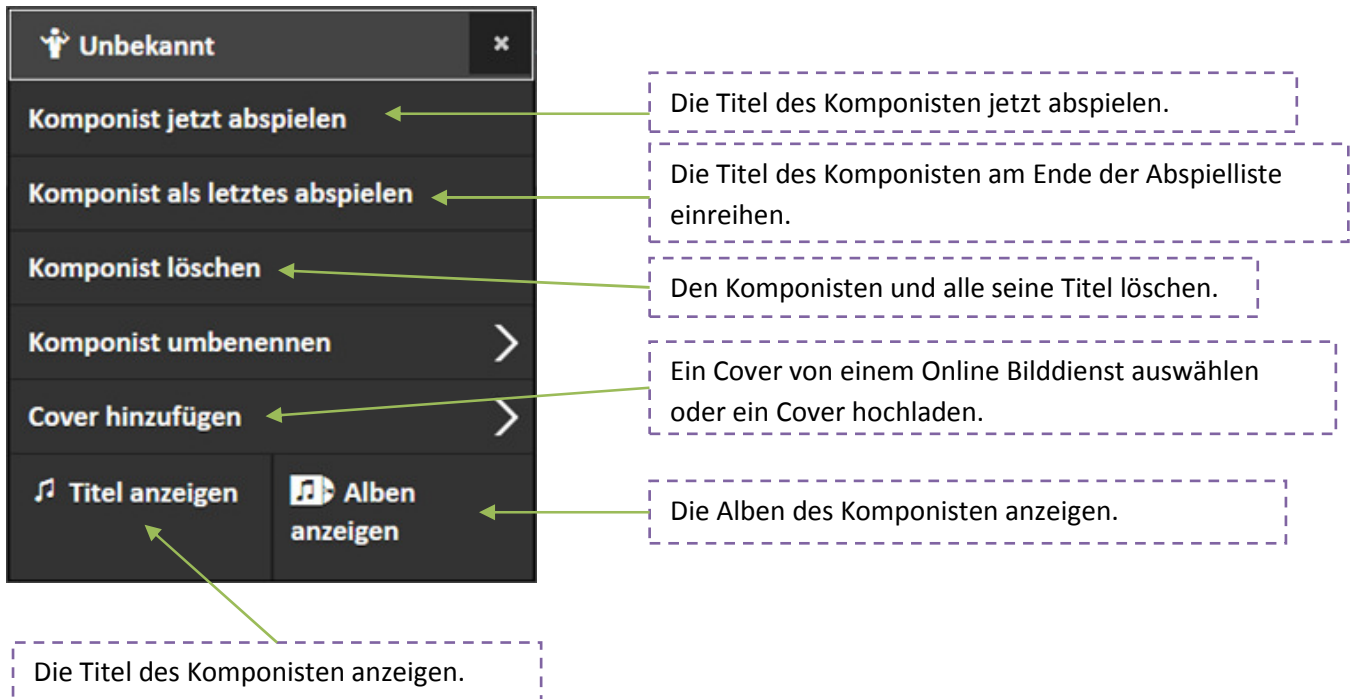 Unbekannt
Komponist jetzt abspielen
Komponist als letztes abspielen
Komponist löschen
Komponist umbenennen
Cover hinzufügen
Titel anzeigen
Alben
anzeigen
Die Titel des Komponisten jetzt abspielen.
Die Titel des Komponisten am Ende der Abspielliste
einreihen.
Den Komponisten und alle seine Titel löschen.
Ein Cover von einem Online Bilddienst auswählen
oder ein Cover hochladen.
Die Alben des Komponisten anzeigen.
Die Titel des Komponisten anzeigen.